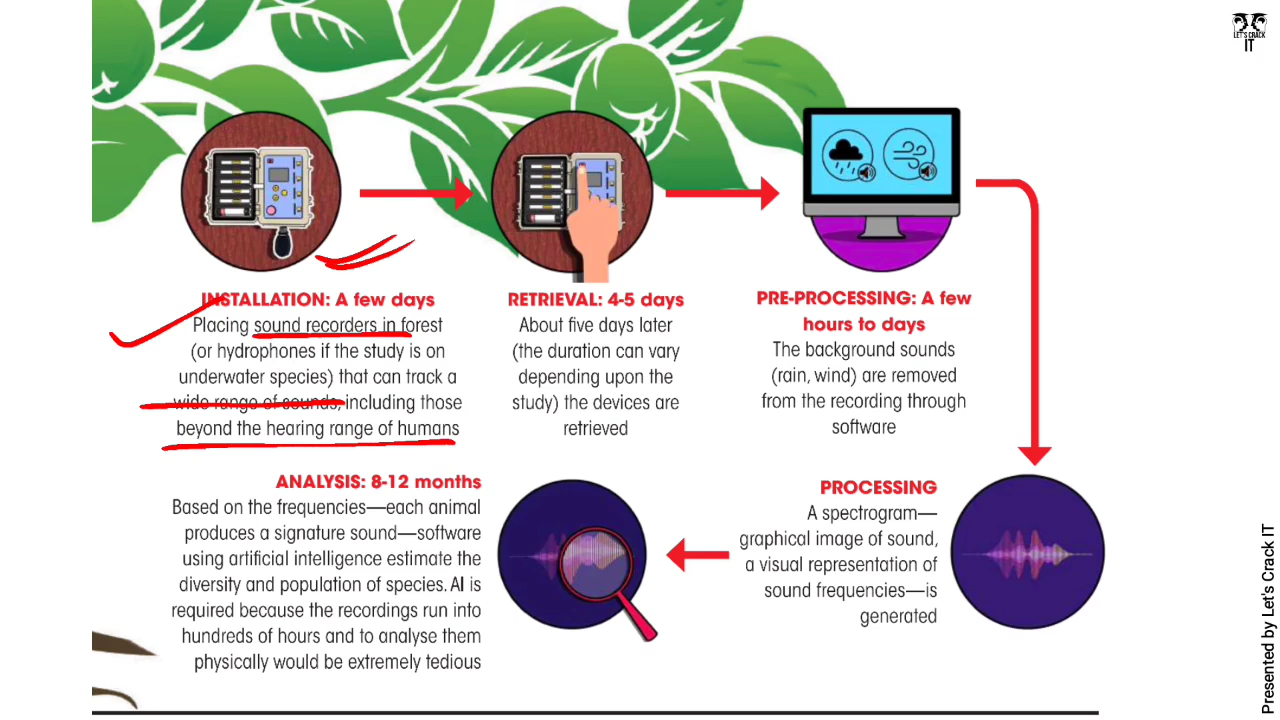 LET'S CRACK
IT
INSTALLATION: A few days
Placing sound recorders in forest
(or hydrophones if the study is on
underwater species) that can track a
wide range of sounds, including those
beyond the hearing range of humans
RETRIEVAL: 4-5 days
About five days later
(the duration can vary
depending upon the
study) the devices are
retrieved
PRE-PROCESSING: A few
hours to days
The background sounds
(rain, wind) are removed
from the recording through
software
PROCESSING
A spectrogram—
graphical image of sound,
a visual representation of
sound frequencies—is
generated
ANALYSIS: 8-12 months
Based on the frequencies—each animal
produces a signature sound—software
using artificial intelligence estimate the
diversity and population of species. AI is
required because the recordings run into
hundreds of hours and to analyse them
physically would be extremely tedious
Presented by Let's Crack IT